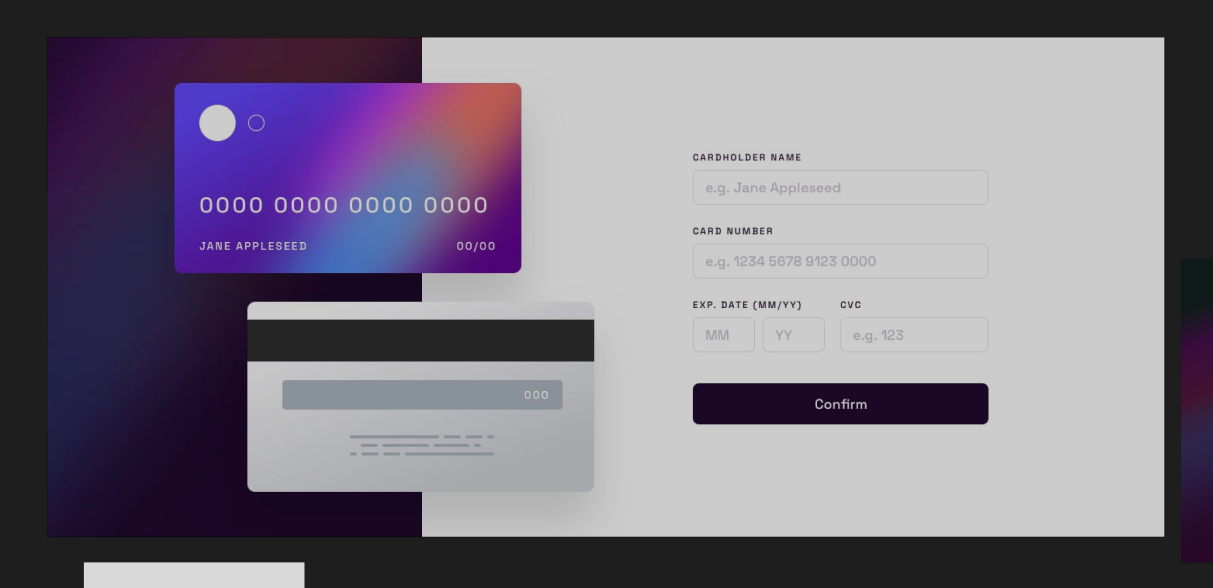 0000 0000 0000 0000
JANE APPLESEED 00/00
000
CARDHOLDER NAME
e.g. Jane Appleseed
CARD NUMBER
e.g. 1234 5678 9123 0000
EXP. DATE (MM/YY) CVC
MM YY e.g. 123
Confirm